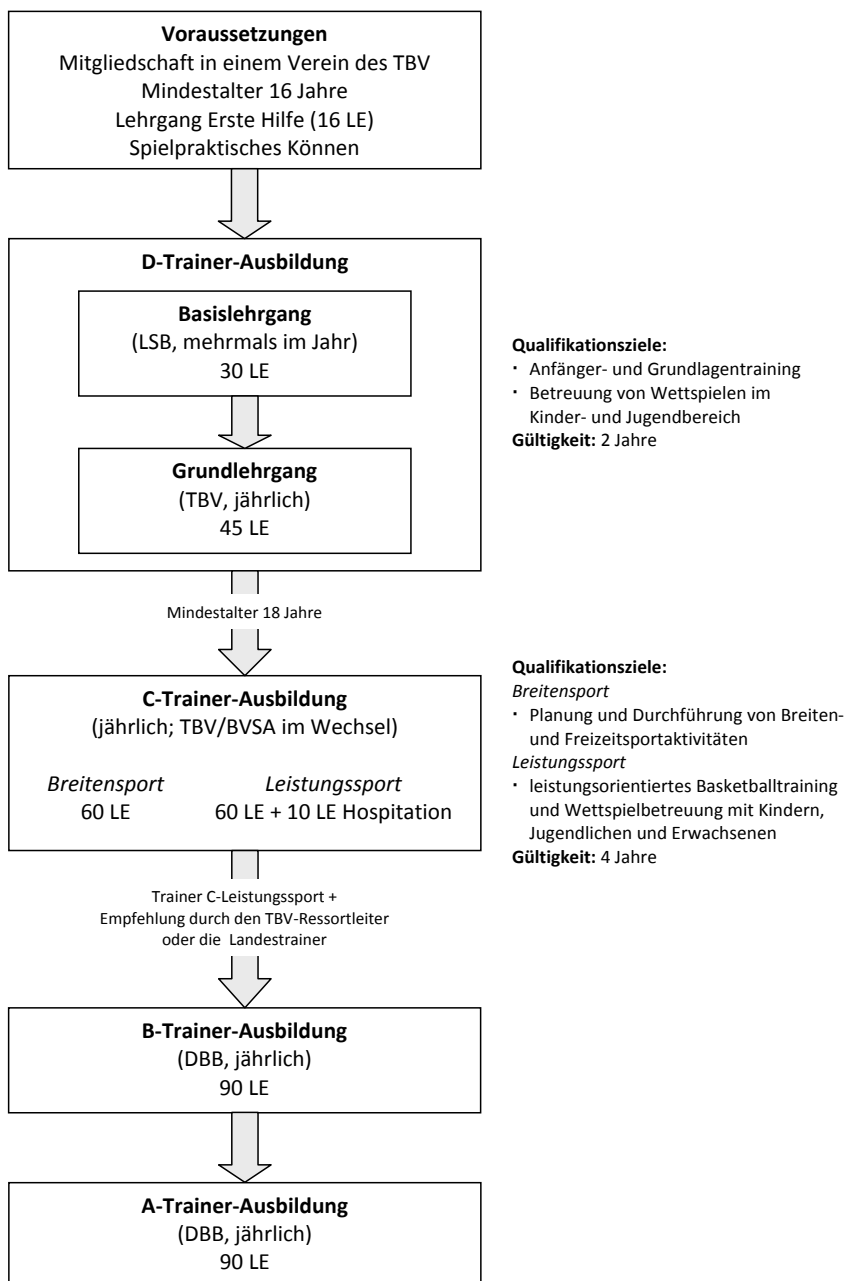 Voraussetzungen
Mitgliedschaft in einem Verein des TBV
Mindestalter 16 Jahre
Lehrgang Erste Hilfe (16 LE)
Spielpraktisches Können
D-Trainer-Ausbildung
Basislehrgang
(LSB, mehrmals im Jahr)
30 LE
Grundlehrgang
(TBV, jährlich)
45 LE
Qualifikationsziele:
· Anfänger- und Grundlagentraining
· Betreuung von Wettspielen im
Kinder- und Jugendbereich
Gültigkeit: 2 Jahre
Mindestalter 18 Jahre
C-Trainer-Ausbildung
(jährlich; TBV/BVSA im Wechsel)
Breitensport Leistungssport
60 LE 60 LE + 10 LE Hospitation
Qualifikationsziele:
Breitensport
· Planung und Durchführung von Breiten-
und Freizeitsportaktivitäten
Leistungssport
· leistungsorientiertes Basketballtraining
und Wettspielbetreuung mit Kindern,
Jugendlichen und Erwachsenen
Gültigkeit: 4 Jahre
Trainer C-Leistungssport +
Empfehlung durch den TBV-Ressortleiter
oder die Landestrainer
B-Trainer-Ausbildung
(DBB, jährlich)
90 LE
A-Trainer-Ausbildung
(DBB, jährlich)
90 LE